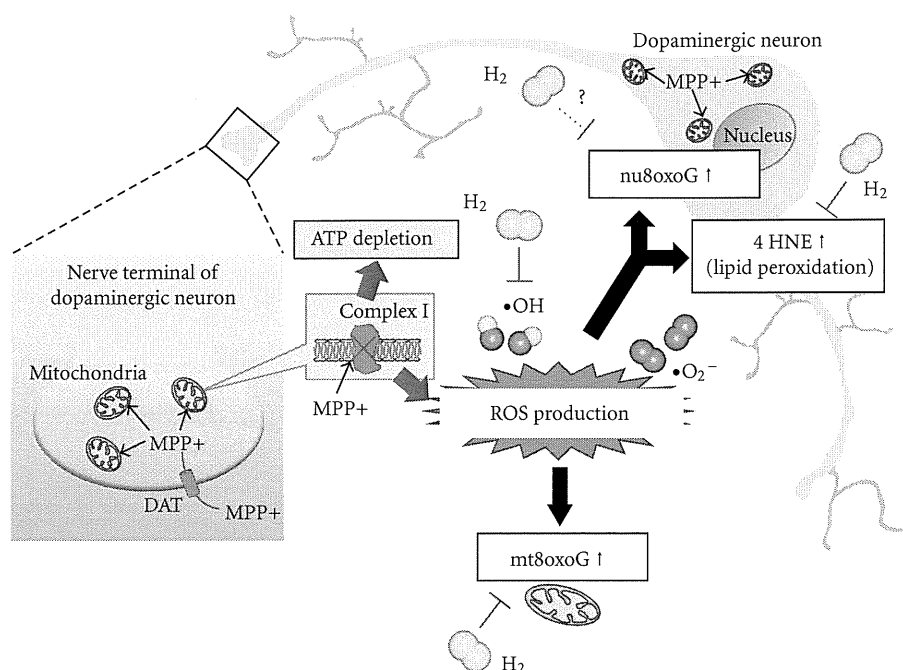 Dopaminergic neuron
H2
MPP+
?
Nucleus
nu8oxoG ↑
H2
H2
ATP depletion
4 HNE ↑
(lipid peroxidation)
Nerve terminal of
dopaminergic neuron
Complex I
•OH
Mitochondria
MPP+
•O2−
ROS production
MPP+
DAT
MPP+
mt8oxoG ↑
H2